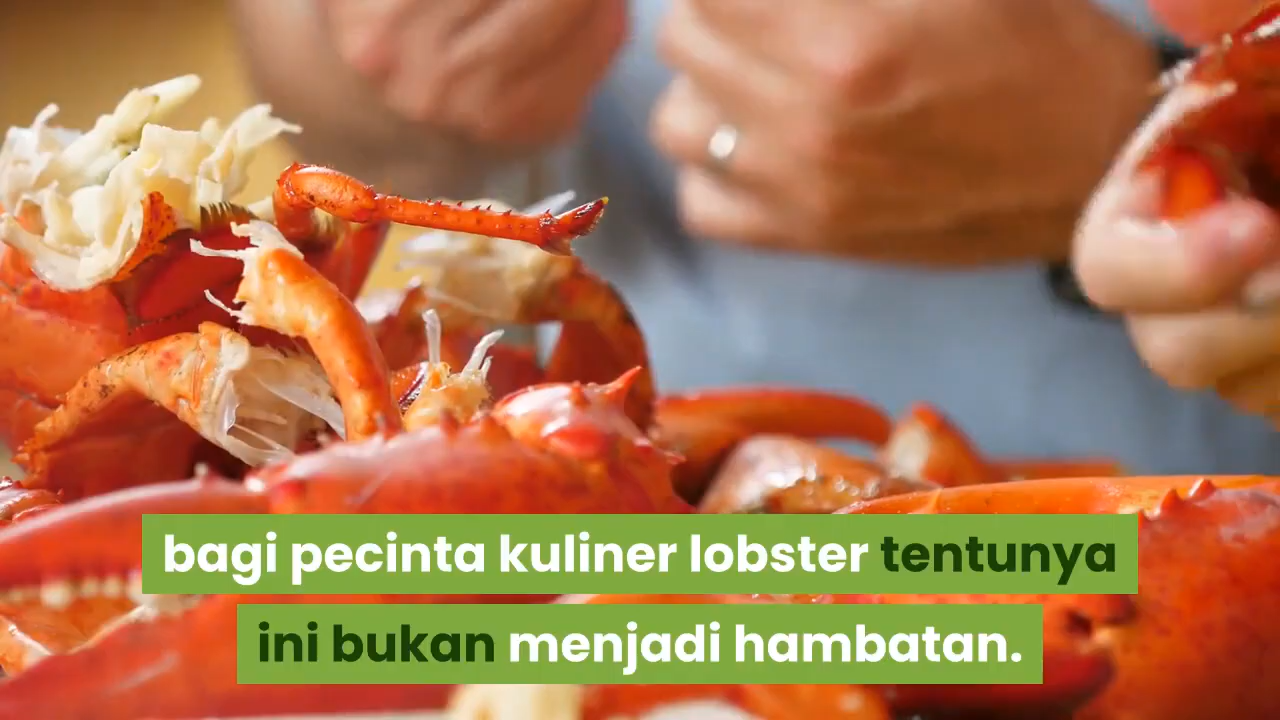 bagi pecinta kuliner lobster tentunya
ini bukan menjadi hambatan.